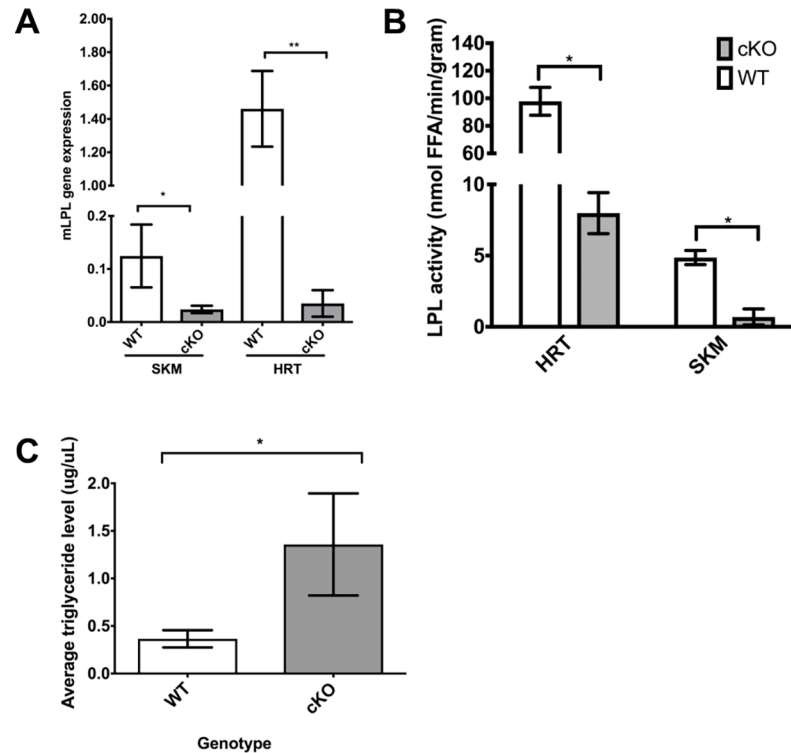 A
mLPL gene expression
2.00
1.80
1.60
1.40
1.20
1.00
0.2
0.1
0.0
*
**
WT
cKO
WT
cKO
SKM
HRT
B
LPL activity (nmol FFA/min/gram)
140
120
100
80
60
10
5
0
*
*
cKO
WT
HRT
SKM
C
Average triglyceride level (ug/uL)
2.0
1.5
1.0
0.5
0.0
*
WT
cKO
Genotype